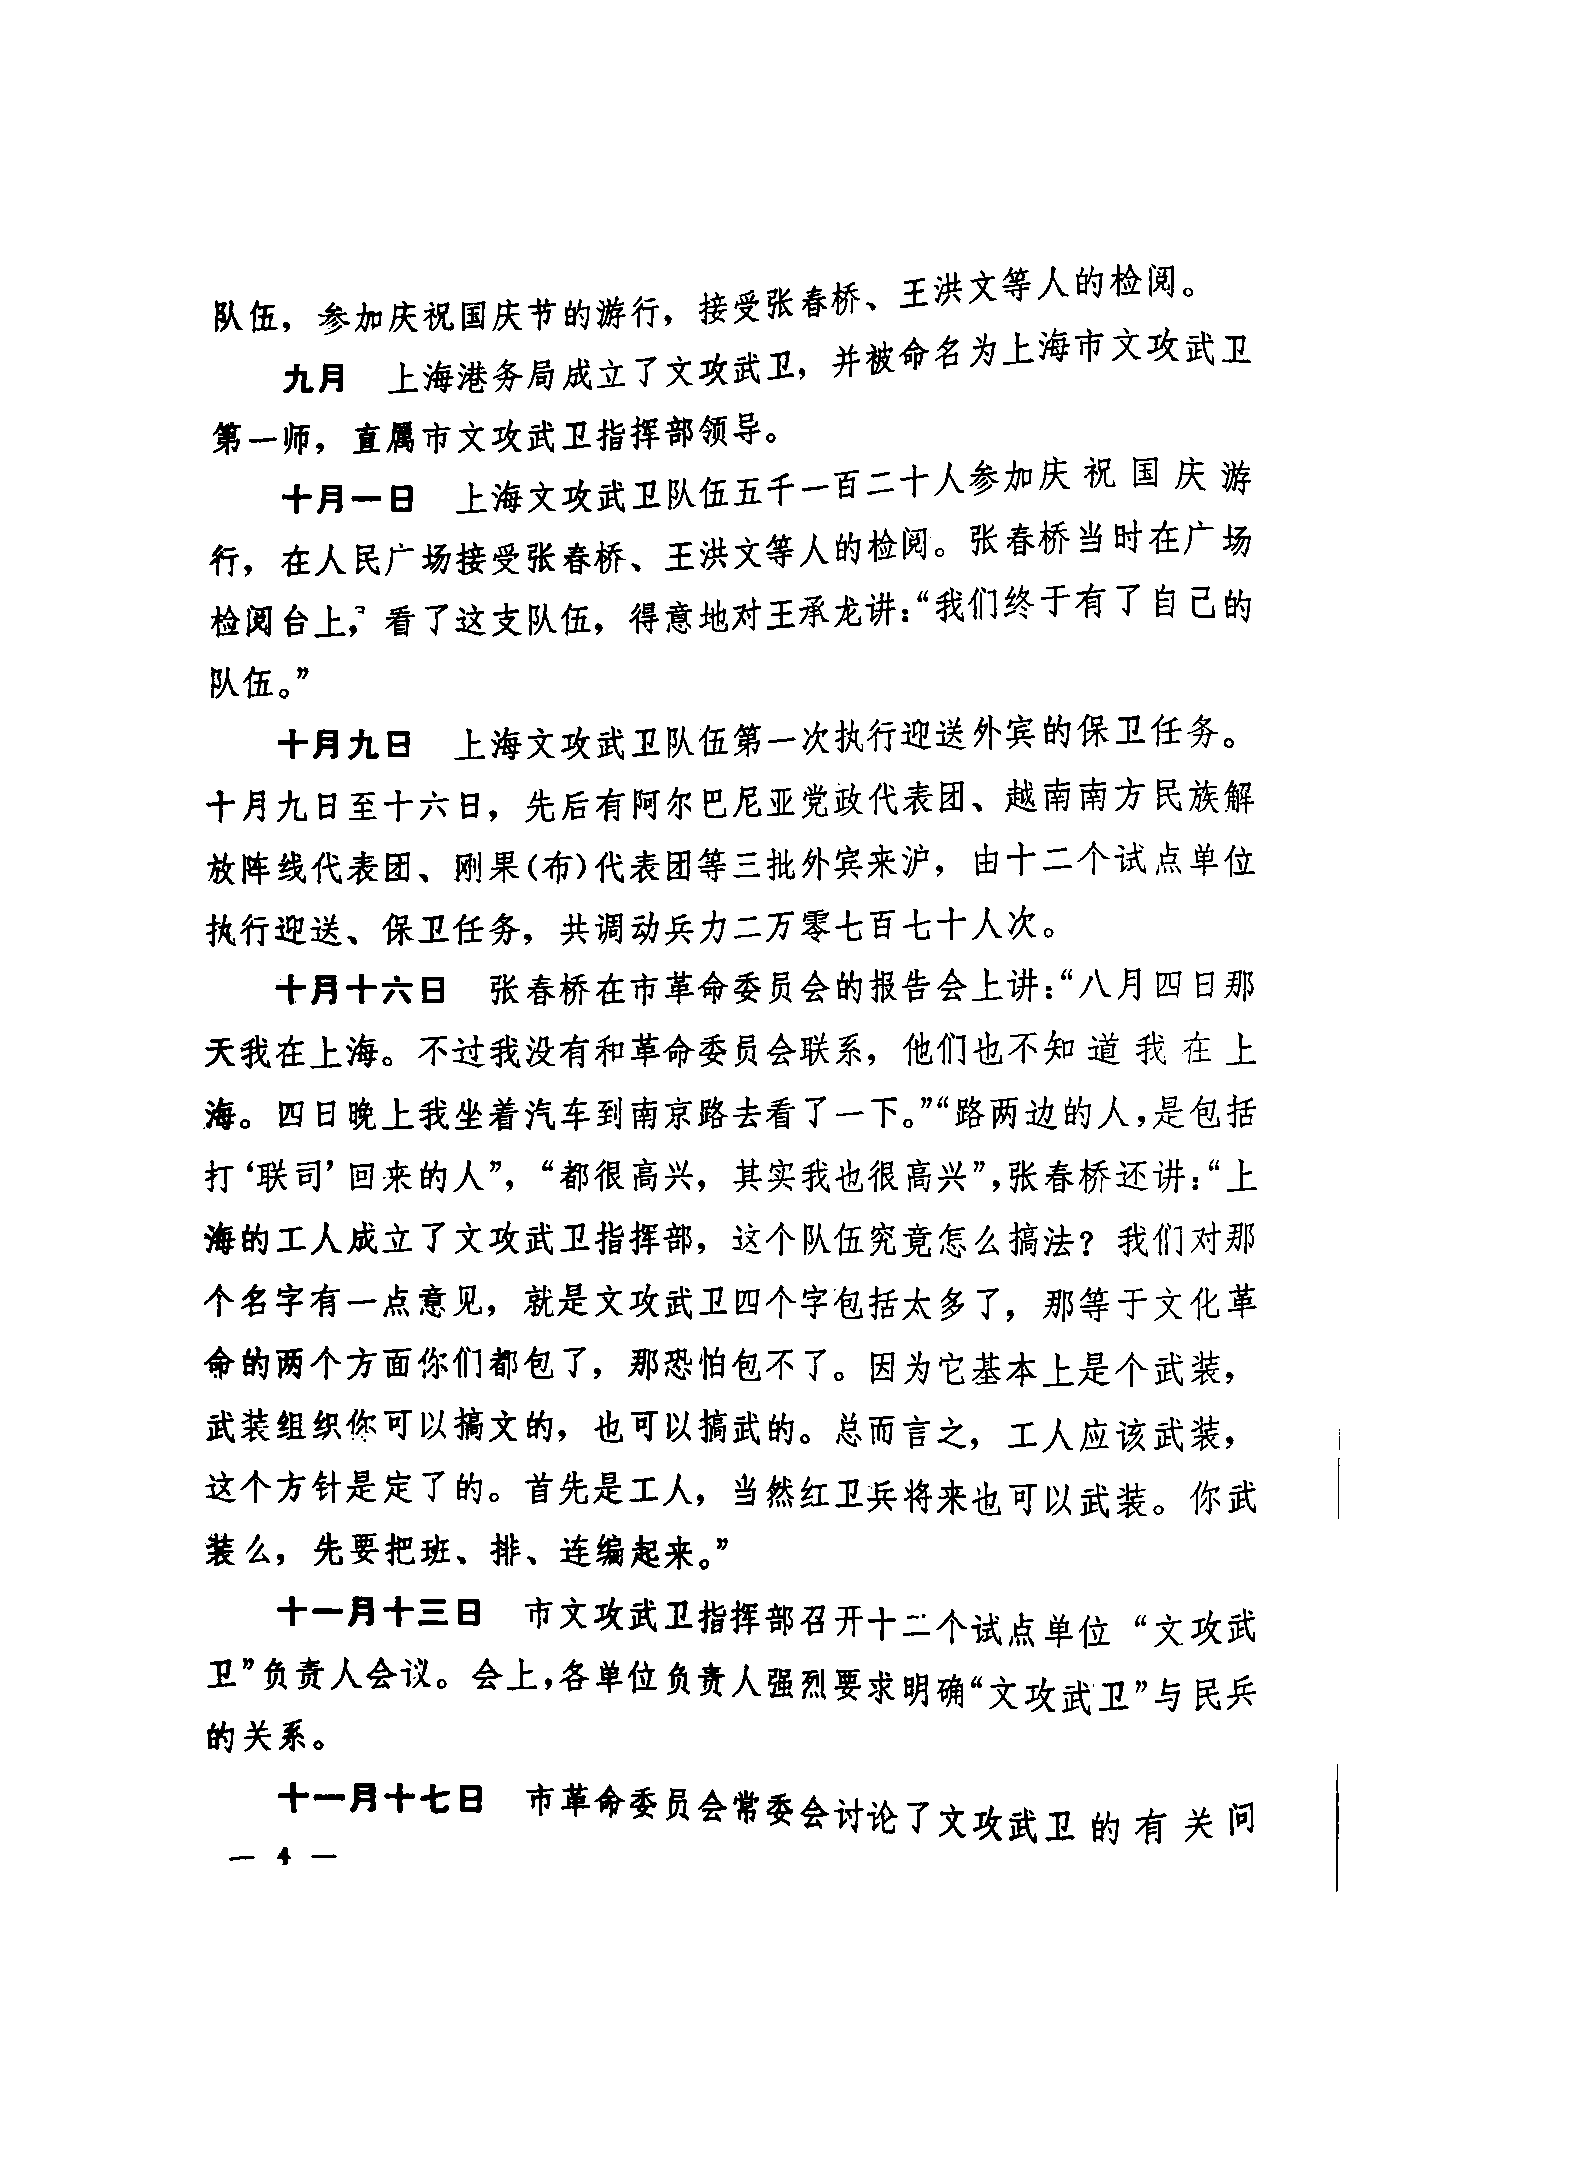 队伍，参加庆祝国庆节的游行，接受张春桥、王洪文等人的检阅。
九月　上海港务局成立了文攻武卫，并被命名为上海市文攻武卫
第一师，直属市文攻武卫指挥部领导。
十月一日　上海文攻武卫队伍五千一百二十人参加庆祝国庆游
行，在人民广场接受张春桥、王洪文等人的检阅。张春桥当时在广场
检阅台上，看了这支队伍，得意地对王承龙讲：“我们终于有了自己的
队伍。”
十月九日　上海文攻武卫队伍第一次执行迎送外宾的保卫任务。
十月九日至十六日，先后有阿尔巴尼亚党政代表团、越南南方民族解
放阵线代表团、刚果(布)代表团等三批外宾来沪，由十二个试点单位
执行迎送、保卫任务，共调动兵力二万零七百七十人次。
十月十六日　张春桥在市革命委员会的报告会上讲：“八月四日那
天我在上海。不过我没有和革命委员会联系，他们也不知道我在上
海。四日晚上我坐着汽车到南京路去看了一下。”“路两边的人，是包括
打‘联司’回来的人”，“都很高兴，其实我也很高兴”，张春桥还讲：“上
海的工人成立了文攻武卫指挥部，这个队伍究竟怎么搞法？我们对那
个名字有一点意见，就是文攻武卫四个字包括太多了，那等于文化革
命的两个方面你们都包了，那恐怕包不了。因为它基本上是个武装，
武装组织你可以搞文的，也可以搞武的。总而言之，工人应该武装，
这个方针是定了的。首先是工人，当然红卫兵将来也可以武装。你武
装么，先要把班、排、连编起来。”
十一月十三日　市文攻武卫指挥部召开十二个试点单位“文攻武
卫”负责人会议。会上，各单位负责人强烈要求明确“文攻武卫”与民兵
的关系。
十一月十七日　市革命委员会常委会讨论了文攻武卫的有关问
— 4 —